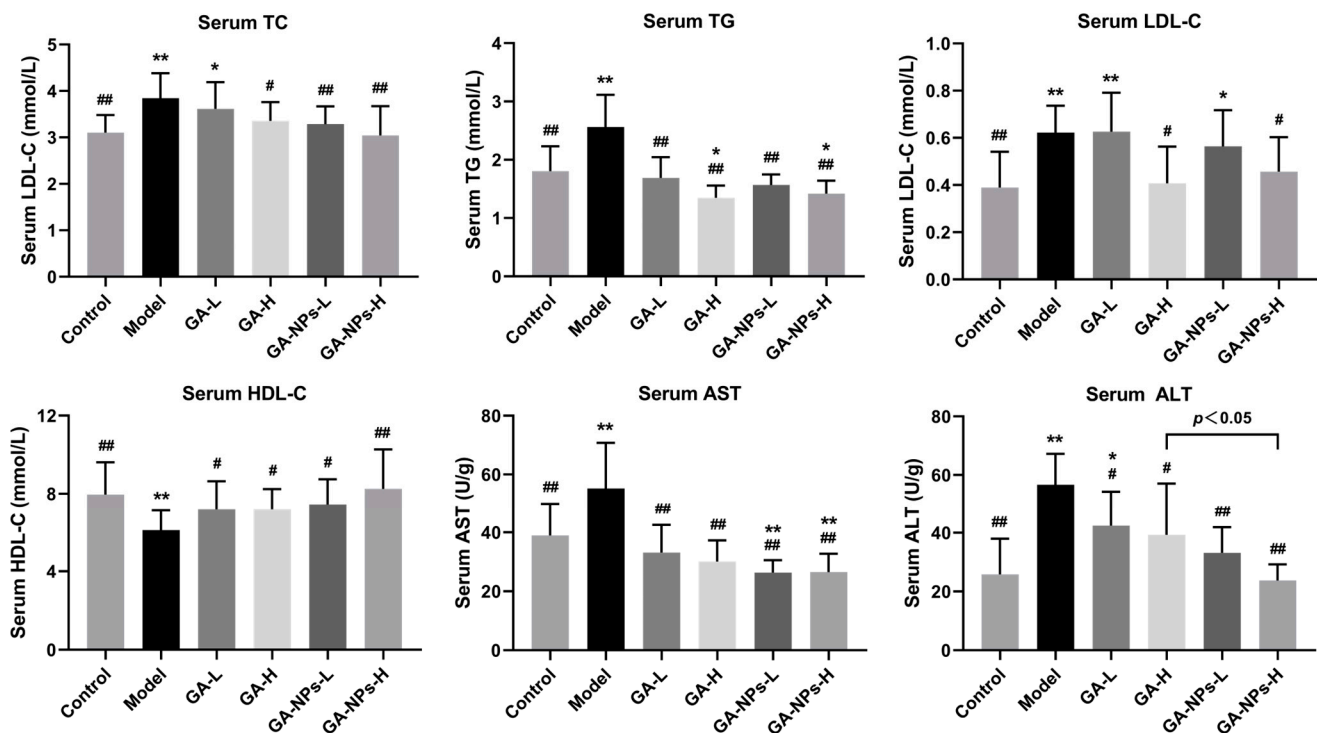 Serum TC
Serum LDL-C (mmol/L)
5
4
3
2
1
0
##
**
*
#
##
##
Control
Model
GA-L
GA-H
GA-NPs-L
GA-NPs-H
Serum TG
Serum TG (mmol/L)
4
3
2
1
0
##
**
##
*
##
##
*
##
Control
Model
GA-L
GA-H
GA-NPs-L
GA-NPs-H
Serum LDL-C
Serum LDL-C (mmol/L)
1.0
0.8
0.6
0.4
0.2
0.0
##
**
**
#
*
#
Control
Model
GA-L
GA-H
GA-NPs-L
GA-NPs-H
Serum HDL-C
Serum HDL-C (mmol/L)
12
8
4
0
##
**
#
#
#
##
Control
Model
GA-L
GA-H
GA-NPs-L
GA-NPs-H
Serum AST
Serum AST (U/g)
80
60
40
20
0
##
**
##
##
**
##
**
##
Control
Model
GA-L
GA-H
GA-NPs-L
GA-NPs-H
Serum ALT
Serum ALT (U/g)
80
60
40
20
0
p<0.05
##
**
*
#
#
##
##
Control
Model
GA-L
GA-H
GA-NPs-L
GA-NPs-H